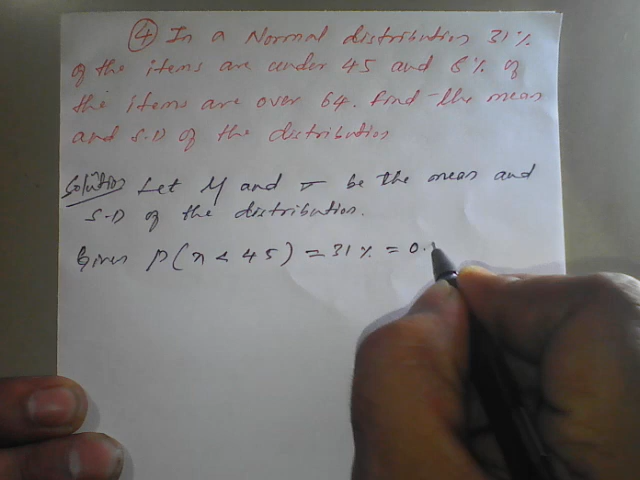 ④ In a Normal distribution 31%
of the items are under 45 and 8% of
the items are over 64. find the mean
and S.D of the distribution
Solution Let μ and σ be the mean and
S.D of the distribution.
Given P(x < 45) = 31% = 0.